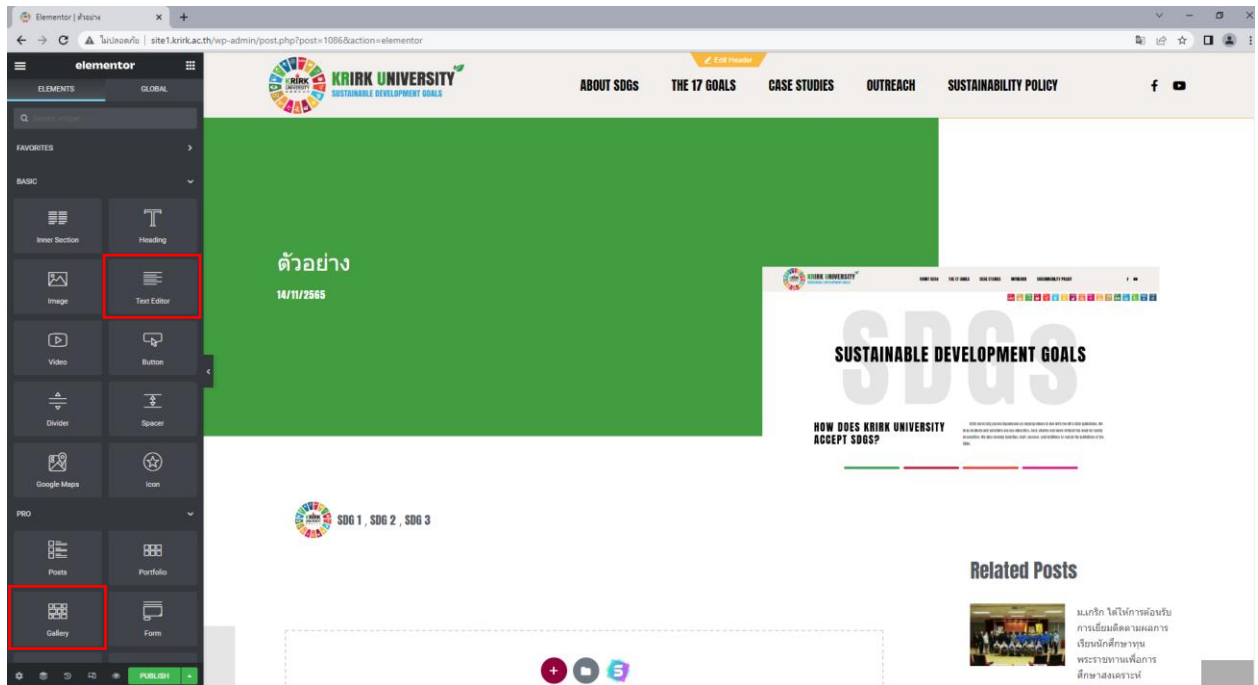 Elementor | ตัวอย่าง
ไม่ปลอดภัย | site1.krirk.ac.th/wp-admin/post.php?post=1086&action=elementor
elementor
ELEMENTS
GLOBAL
FAVORITES
BASIC
Inner Section
Heading
Image
Text Editor
Video
Button
Divider
Spacer
Google Maps
Icon
PRO
Posts
Portfolio
Gallery
Form
PUBLISH
Edit Header
KRIRK UNIVERSITY
SUSTAINABLE DEVELOPMENT GOALS
ABOUT SDGs
THE 17 GOALS
CASE STUDIES
OUTREACH
SUSTAINABILITY POLICY
ตัวอย่าง
14/11/2565
KRIRK UNIVERSITY
SDGs
SUSTAINABLE DEVELOPMENT GOALS
HOW DOES KRIRK UNIVERSITY
ACCEPT SDGS?
SDG 1 , SDG 2 , SDG 3
Related Posts
ม.เกริก ได้ให้การต้อนรับ
การเยี่ยมติดตามผลการ
เรียนนักศึกษาทุน
พระราชทานเพื่อการ
ศึกษาสงเคราะห์